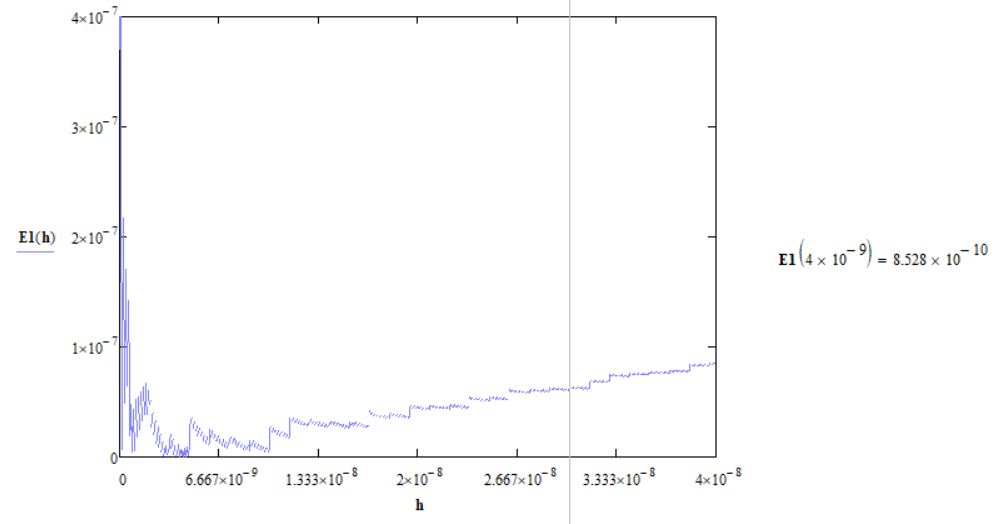 4×10⁻⁷
3×10⁻⁷
2×10⁻⁷
E1(h)
1×10⁻⁷
0
0 6.667×10⁻⁹ 1.333×10⁻⁸ 2×10⁻⁸ 2.667×10⁻⁸ 3.333×10⁻⁸ 4×10⁻⁸
h
E1(4 × 10⁻⁹) = 8.528 × 10⁻¹⁰